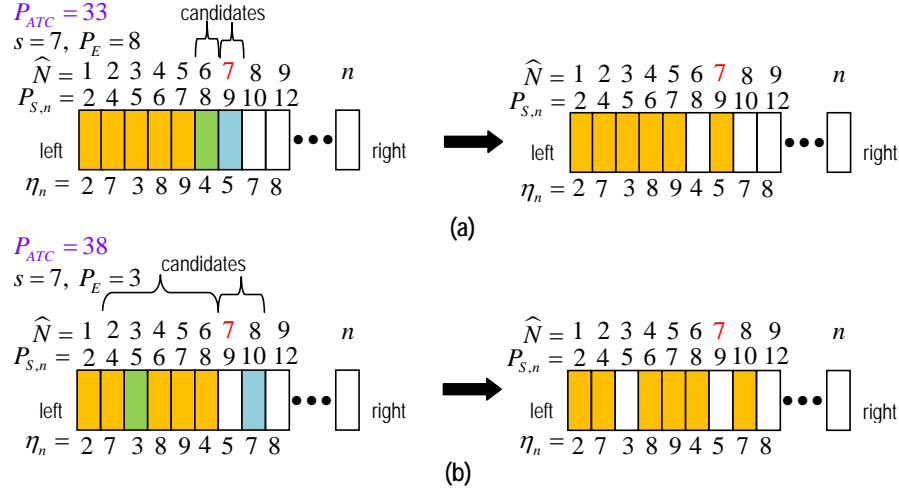 P_ATC = 33
candidates
s = 7, P_E = 8
N̂ = 1 2 3 4 5 6 7 8 9 n
P_S,n = 2 4 5 6 7 8 9 10 12
left ••• right
η_n = 2 7 3 8 9 4 5 7 8
N̂ = 1 2 3 4 5 6 7 8 9 n
P_S,n = 2 4 5 6 7 8 9 10 12
left ••• right
η_n = 2 7 3 8 9 4 5 7 8
(a)
P_ATC = 38
candidates
s = 7, P_E = 3
N̂ = 1 2 3 4 5 6 7 8 9 n
P_S,n = 2 4 5 6 7 8 9 10 12
left ••• right
η_n = 2 7 3 8 9 4 5 7 8
N̂ = 1 2 3 4 5 6 7 8 9 n
P_S,n = 2 4 5 6 7 8 9 10 12
left ••• right
η_n = 2 7 3 8 9 4 5 7 8
(b)